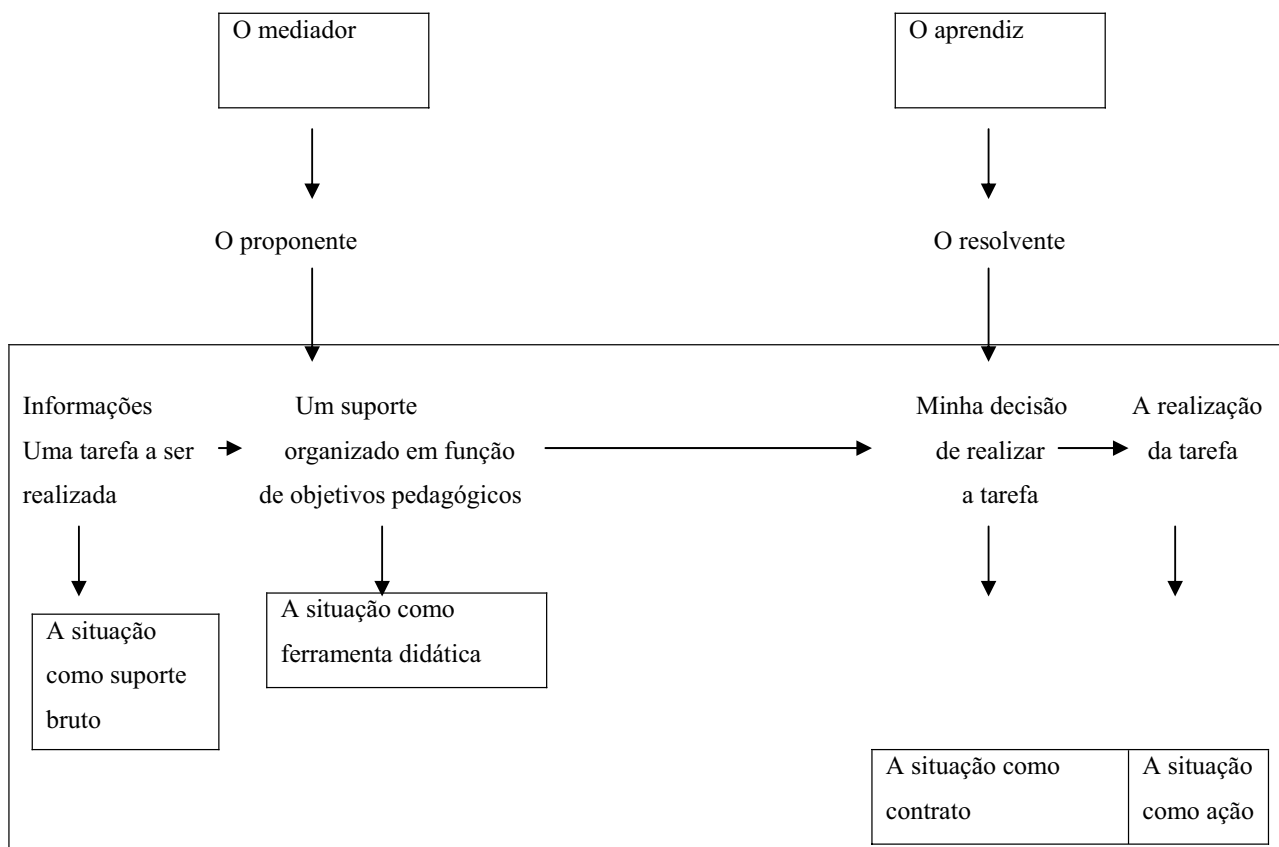 O mediador
O aprendiz
O proponente
O resolvente
Informações
Uma tarefa a ser
realizada
Um suporte
organizado em função
de objetivos pedagógicos
Minha decisão
de realizar
a tarefa
A realização
da tarefa
A situação
como suporte
bruto
A situação como
ferramenta didática
A situação como
contrato
A situação
como ação